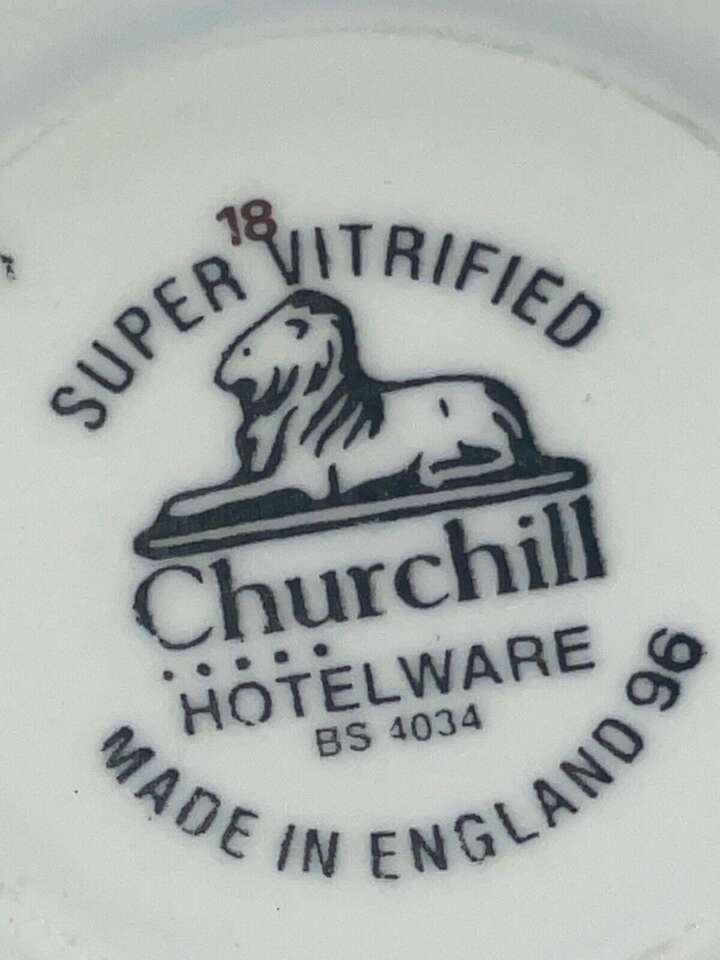 18
SUPER VITRIFIED
Churchill
HOTELWARE
BS 4034
MADE IN ENGLAND 96